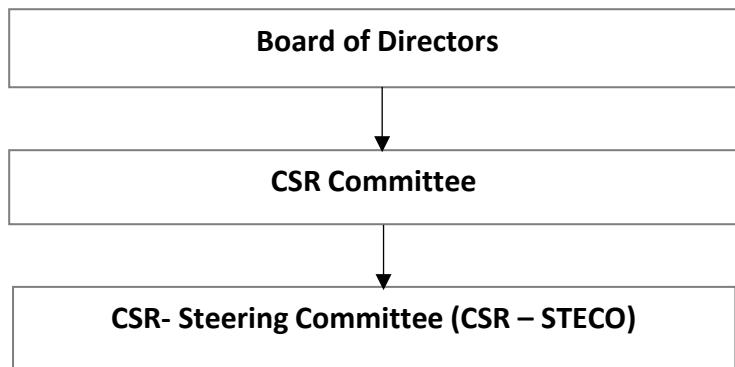 Board of Directors
CSR Committee
CSR- Steering Committee (CSR – STECO)